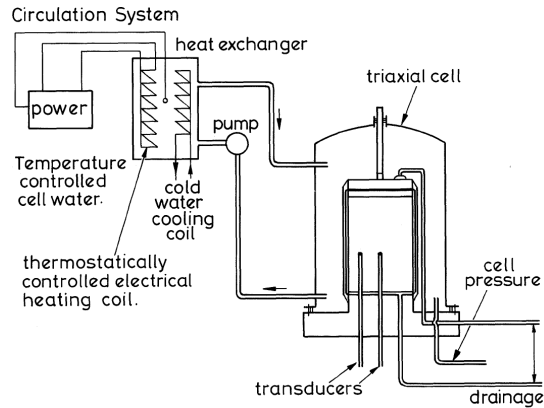 Circulation System
heat exchanger
power
pump
triaxial cell
Temperature
controlled
cell water.
cold
water
cooling
coil
thermostatically
controlled electrical
heating coil.
cell
pressure
transducers
drainage